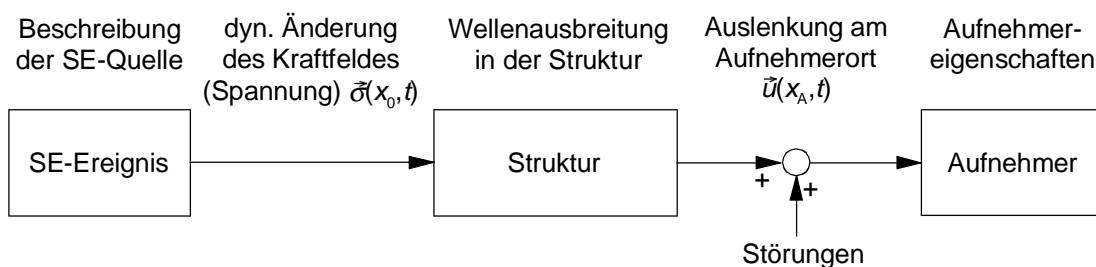 Beschreibung
der SE-Quelle
dyn. Änderung
des Kraftfeldes
(Spannung) σ⃗(x₀,t)
Wellenausbreitung
in der Struktur
Auslenkung am
Aufnehmerort
u⃗(x_A,t)
Aufnehmer-
eigenschaften
SE-Ereignis
Struktur
+
+
Aufnehmer
Störungen